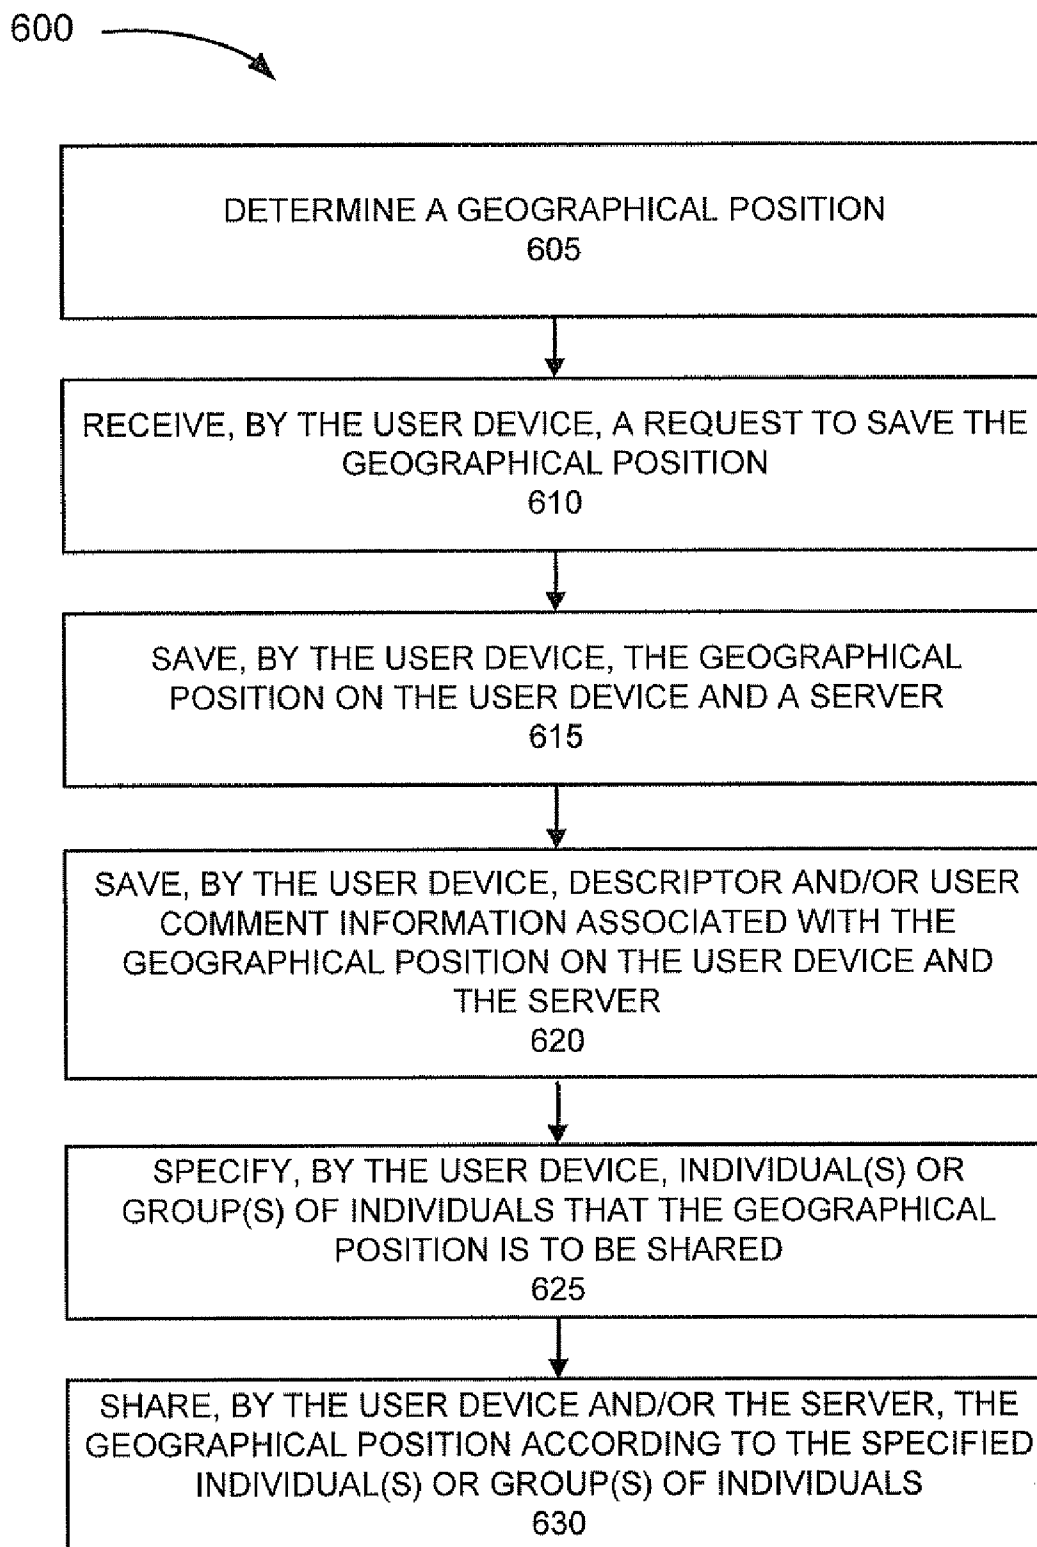 600
DETERMINE A GEOGRAPHICAL POSITION
605
RECEIVE, BY THE USER DEVICE, A REQUEST TO SAVE THE
GEOGRAPHICAL POSITION
610
SAVE, BY THE USER DEVICE, THE GEOGRAPHICAL
POSITION ON THE USER DEVICE AND A SERVER
615
SAVE, BY THE USER DEVICE, DESCRIPTOR AND/OR USER
COMMENT INFORMATION ASSOCIATED WITH THE
GEOGRAPHICAL POSITION ON THE USER DEVICE AND
THE SERVER
620
SPECIFY, BY THE USER DEVICE, INDIVIDUAL(S) OR
GROUP(S) OF INDIVIDUALS THAT THE GEOGRAPHICAL
POSITION IS TO BE SHARED
625
SHARE, BY THE USER DEVICE AND/OR THE SERVER, THE
GEOGRAPHICAL POSITION ACCORDING TO THE SPECIFIED
INDIVIDUAL(S) OR GROUP(S) OF INDIVIDUALS
630